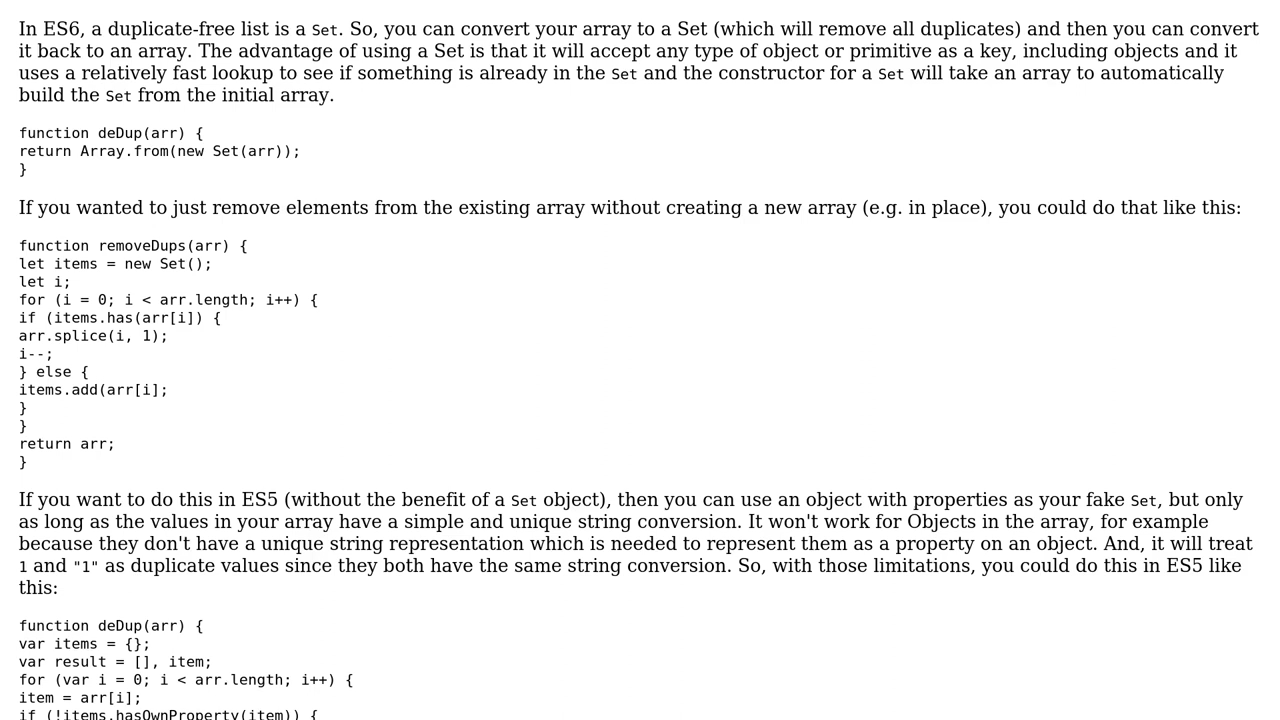 In ES6, a duplicate-free list is a Set. So, you can convert your array to a Set (which will remove all duplicates) and then you can convert
it back to an array. The advantage of using a Set is that it will accept any type of object or primitive as a key, including objects and it
uses a relatively fast lookup to see if something is already in the Set and the constructor for a Set will take an array to automatically
build the Set from the initial array.
function deDup(arr) {
return Array.from(new Set(arr));
}
If you wanted to just remove elements from the existing array without creating a new array (e.g. in place), you could do that like this:
function removeDups(arr) {
let items = new Set();
let i;
for (i = 0; i < arr.length; i++) {
if (items.has(arr[i]) {
arr.splice(i, 1);
i--;
} else {
items.add(arr[i];
}
}
return arr;
}
If you want to do this in ES5 (without the benefit of a Set object), then you can use an object with properties as your fake Set, but only
as long as the values in your array have a simple and unique string conversion. It won't work for Objects in the array, for example
because they don't have a unique string representation which is needed to represent them as a property on an object. And, it will treat
1 and "1" as duplicate values since they both have the same string conversion. So, with those limitations, you could do this in ES5 like
this:
function deDup(arr) {
var items = {};
var result = [], item;
for (var i = 0; i < arr.length; i++) {
item = arr[i];
if (!items.hasOwnProperty(item)) {